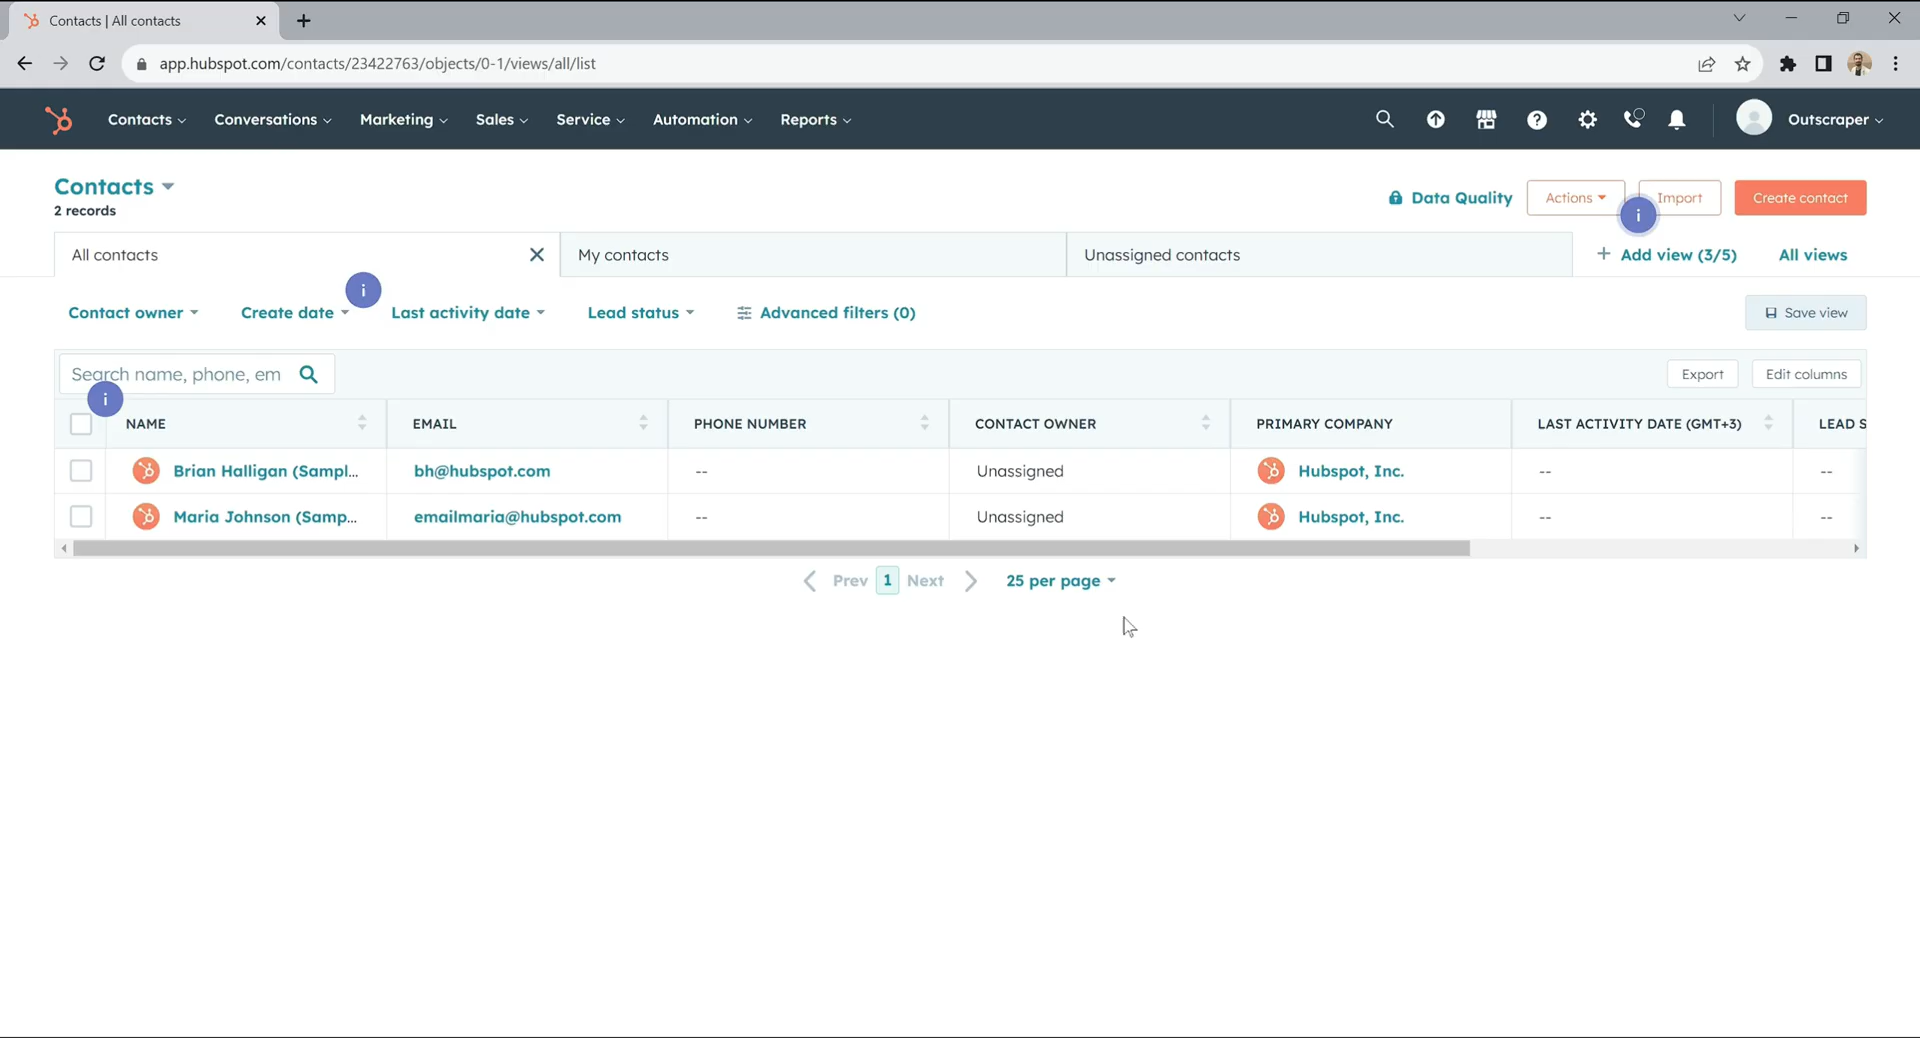 Contacts | All contacts
app.hubspot.com/contacts/23422763/objects/0-1/views/all/list
Contacts Conversations Marketing Sales Service Automation Reports Outscraper
Contacts
2 records
Data Quality Actions Import Create contact
i
All contacts My contacts Unassigned contacts + Add view (3/5) All views
i
Contact owner Create date Last activity date Lead status Advanced filters (0) Save view
Search name, phone, em Export Edit columns
i
NAME EMAIL PHONE NUMBER CONTACT OWNER PRIMARY COMPANY LAST ACTIVITY DATE (GMT+3) LEAD S
Brian Halligan (Sampl... bh@hubspot.com -- Unassigned Hubspot, Inc. -- --
Maria Johnson (Samp... emailmaria@hubspot.com -- Unassigned Hubspot, Inc. -- --
Prev 1 Next 25 per page